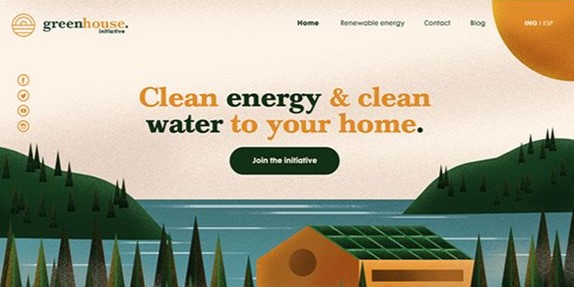 greenhouse.
initiative
Home Renewable energy Contact Blog ING | ESP
Clean energy & clean
water to your home.
Join the initiative